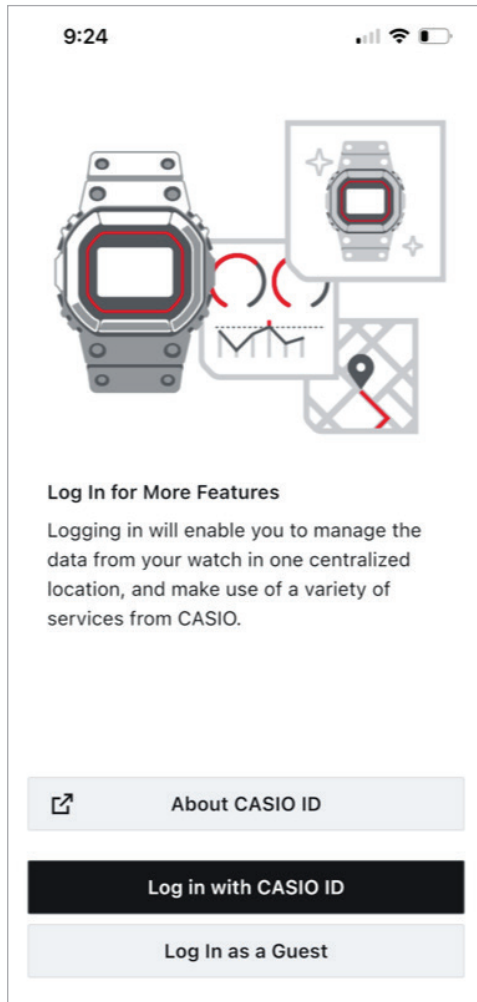 9:24
Log In for More Features
Logging in will enable you to manage the
data from your watch in one centralized
location, and make use of a variety of
services from CASIO.
About CASIO ID
Log in with CASIO ID
Log In as a Guest